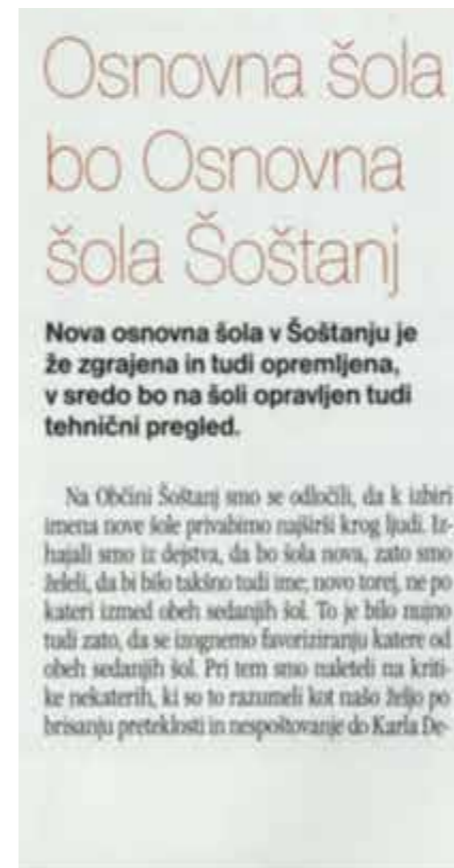 Osnovna šola
bo Osnovna
šola Šoštanj
Nova osnovna šola v Šoštanju je
že zgrajena in tudi opremljena,
v sredo bo na šoli opravljen tudi
tehnični pregled.
Na Občini Šoštanj smo se odločili, da k izbiri
imena nove šole privabimo najširši krog ljudi. Iz-
hajali smo iz dejstva, da bo šola nova, zato smo
želeli, da bi bilo takšno tudi ime; novo torej, ne po
kateri izmed obeh sedanjih šol. To je bilo nujno
tudi zato, da se izognemo favoriziranju katere od
obeh sedanjih šol. Pri tem smo naleteli na kriti-
ke nekaterih, ki so to razumeli kot našo željo po
brisanju preteklosti in nespoštovanje do Karla De-